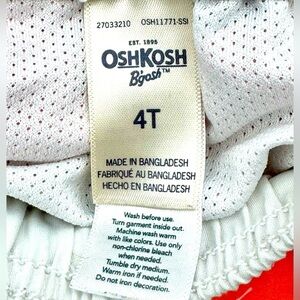 27033210 OSH11771-SSI
EST. 1895
OSHKOSH
B'gosh™
4T
MADE IN BANGLADESH
FABRIQUÉ AU BANGLADESH
HECHO EN BANGLADESH
Wash before use.
Turn garment inside out.
Machine wash warm
with like colors. Use only
non-chlorine bleach
when needed.
Tumble dry medium.
Warm iron if needed.
Do not iron decoration.